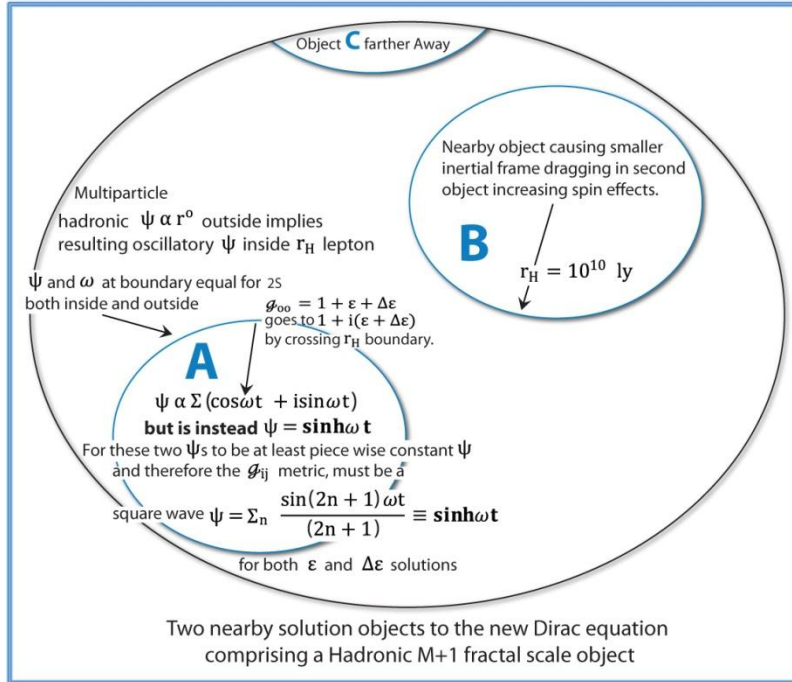 Object C farther Away
Nearby object causing smaller
inertial frame dragging in second
object increasing spin effects.
B
r_H = 10^10 ly
Multiparticle
hadronic ψ α r^o outside implies
resulting oscillatory ψ inside r_H lepton
ψ and ω at boundary equal for 2S
both inside and outside
g_oo = 1 + ε + Δε
goes to 1 + i(ε + Δε)
by crossing r_H boundary.
A
ψ α Σ (cosωt + isinωt)
but is instead ψ = sinhω t
For these two ψs to be at least piece wise constant ψ
and therefore the g_ij metric, must be a
square wave ψ = Σ_n sin(2n + 1) ωt / (2n + 1) ≡ sinhωt
for both ε and Δε solutions
Two nearby solution objects to the new Dirac equation
comprising a Hadronic M+1 fractal scale object